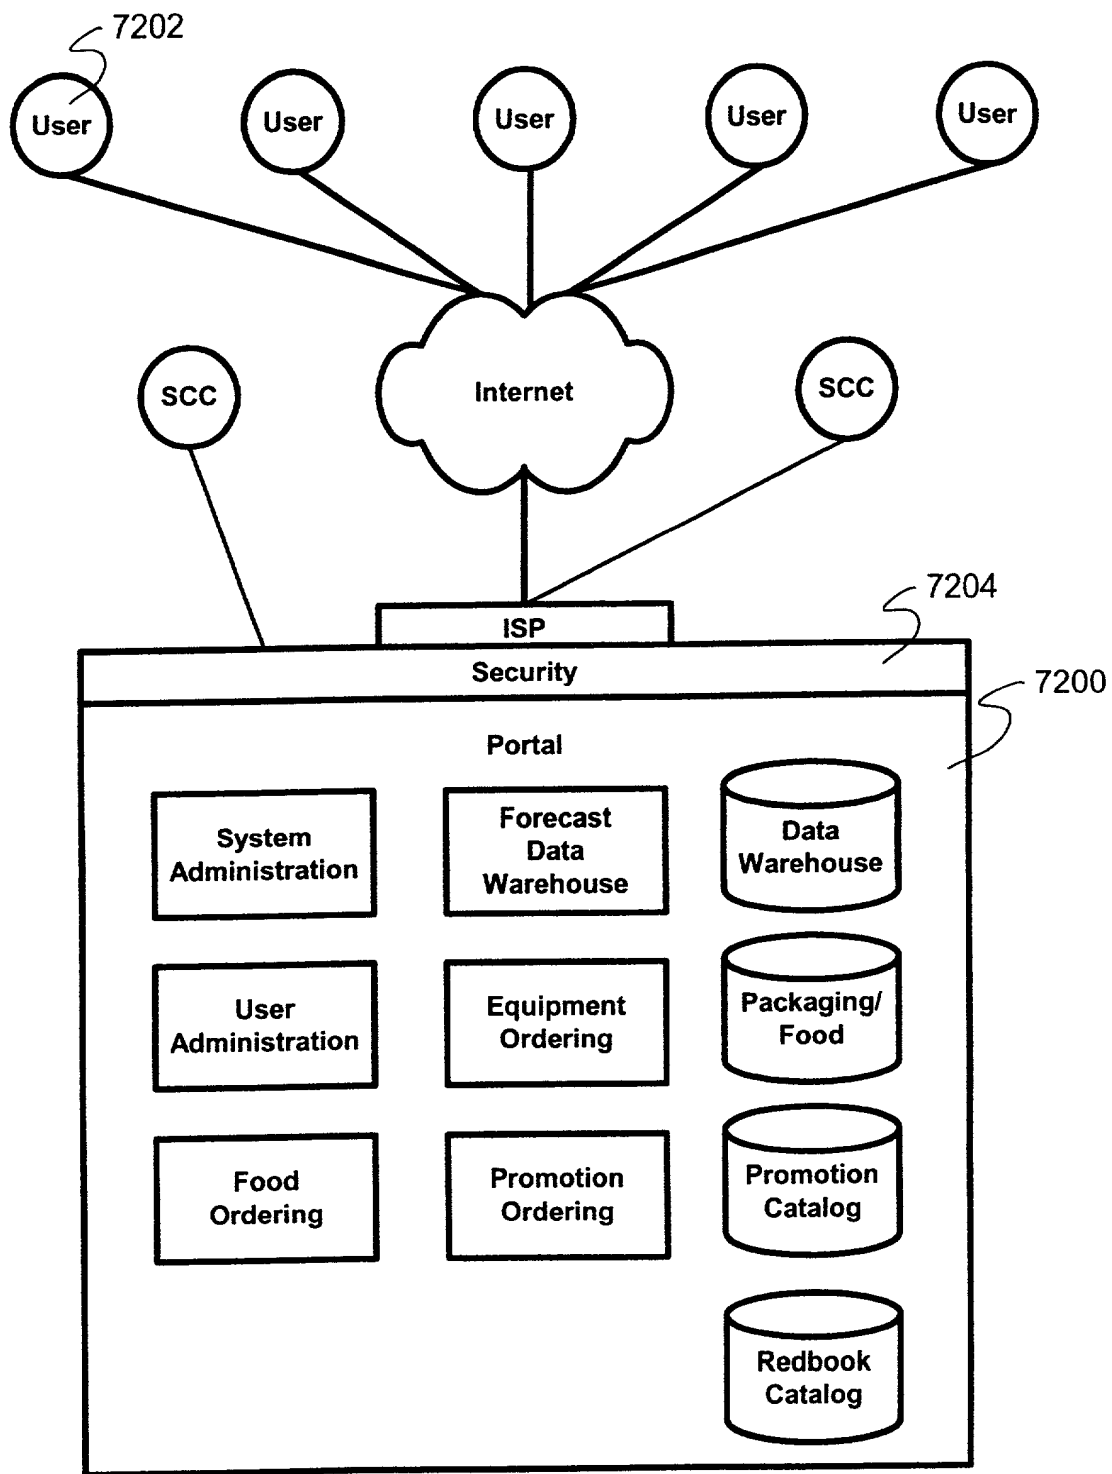 7202
User
User
User
User
User
SCC
Internet
SCC
ISP
7204
Security
7200
Portal
System
Administration
Forecast
Data
Warehouse
Data
Warehouse
User
Administration
Equipment
Ordering
Packaging/
Food
Food
Ordering
Promotion
Ordering
Promotion
Catalog
Redbook
Catalog